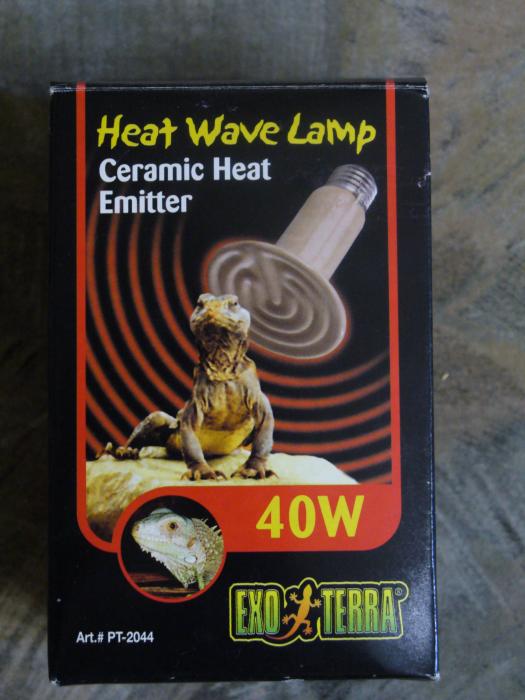 Heat Wave Lamp
Ceramic Heat
Emitter
40W
EXO TERRA®
Art.# PT-2044